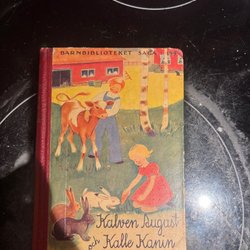 BARNBIBLIOTEKET SAGA
Kalven August
och Kalle Kanin